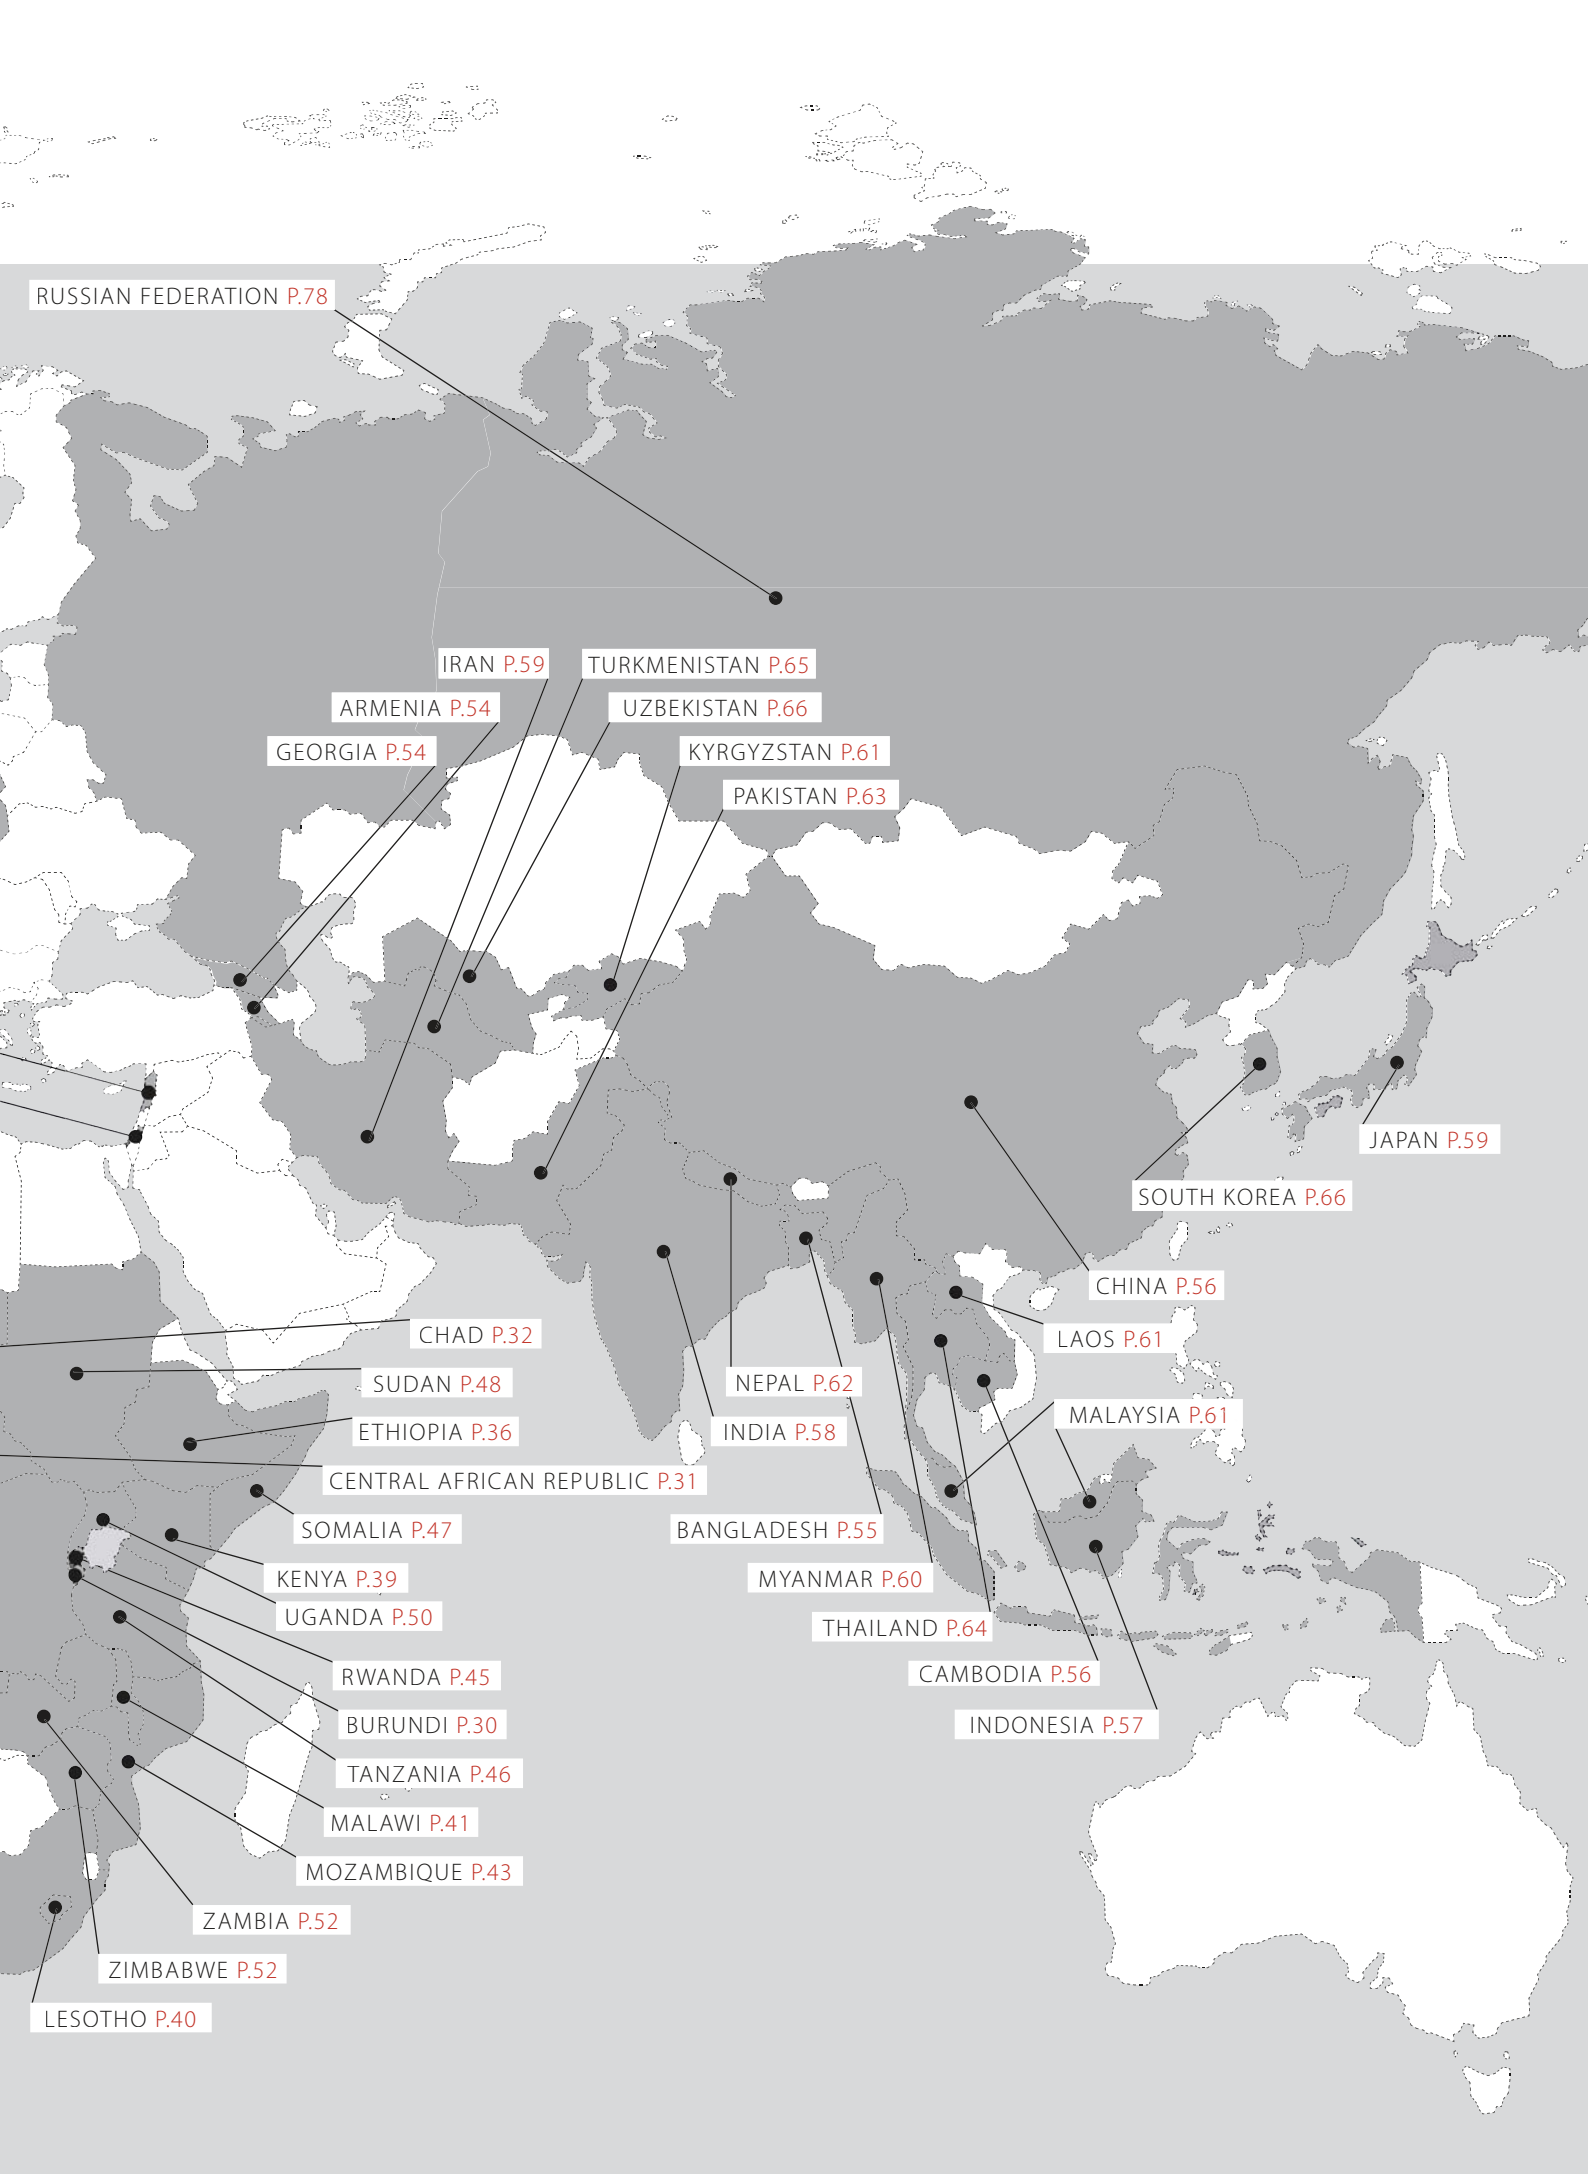 RUSSIAN FEDERATION P.78
IRAN P.59
TURKMENISTAN P.65
ARMENIA P.54
UZBEKISTAN P.66
GEORGIA P.54
KYRGYZSTAN P.61
PAKISTAN P.63
JAPAN P.59
SOUTH KOREA P.66
CHINA P.56
CHAD P.32
LAOS P.61
SUDAN P.48
NEPAL P.62
MALAYSIA P.61
ETHIOPIA P.36
INDIA P.58
CENTRAL AFRICAN REPUBLIC P.31
SOMALIA P.47
BANGLADESH P.55
KENYA P.39
MYANMAR P.60
UGANDA P.50
THAILAND P.64
RWANDA P.45
CAMBODIA P.56
BURUNDI P.30
INDONESIA P.57
TANZANIA P.46
MALAWI P.41
MOZAMBIQUE P.43
ZAMBIA P.52
ZIMBABWE P.52
LESOTHO P.40